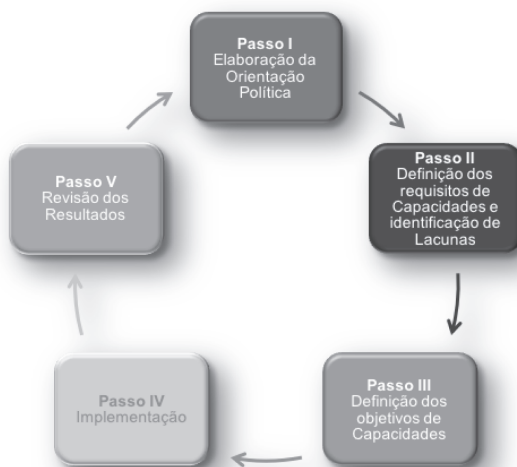 Passo I
Elaboração da
Orientação
Política
Passo II
Definição dos
requisitos de
Capacidades e
identificação de
Lacunas
Passo III
Definição dos
objetivos de
Capacidades
Passo IV
Implementação
Passo V
Revisão dos
Resultados